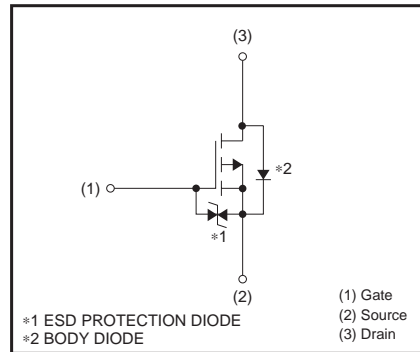 (3)
∗2
(1)
∗1
(2)
∗1 ESD PROTECTION DIODE
∗2 BODY DIODE
(1) Gate
(2) Source
(3) Drain